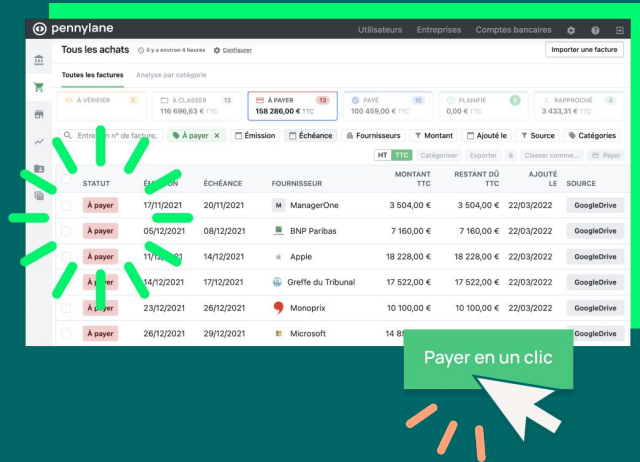 pennylane Utilisateurs Entreprises Comptes bancaires
Tous les achats il y a environ 4 heures Configurer Importer une facture
Toutes les factures Analyse par catégorie
À VÉRIFIER 5 À CLASSER 13 À PAYER 13 PAYÉ 10 PLANIFIÉ 0 RAPPROCHÉ 4
116 696,63 € TTC 158 286,00 € TTC 100 459,00 € TTC 0,00 € TTC 3 433,31 € TTC
n° de facture, À payer × Émission Échéance Fournisseurs Montant Ajouté le Source Catégories
HT TTC Catégoriser Exporter Classer comme... Payer
STATUT ÉCHÉANCE FOURNISSEUR MONTANT TTC RESTANT DÛ TTC AJOUTÉ LE SOURCE
À payer 17/11/2021 20/11/2021 M ManagerOne 3 504,00 € 3 504,00 € 22/03/2022 GoogleDrive
À payer 05/12/2021 08/12/2021 BNP Paribas 7 160,00 € 7 160,00 € 22/03/2022 GoogleDrive
À payer 11/12/2021 14/12/2021 Apple 18 228,00 € 18 228,00 € 22/03/2022 GoogleDrive
À payer 14/12/2021 17/12/2021 Greffe du Tribunal 17 522,00 € 17 522,00 € 22/03/2022 GoogleDrive
À payer 23/12/2021 26/12/2021 Monoprix 10 100,00 € 10 100,00 € 22/03/2022 GoogleDrive
À payer 26/12/2021 29/12/2021 Microsoft GoogleDrive
Payer en un clic